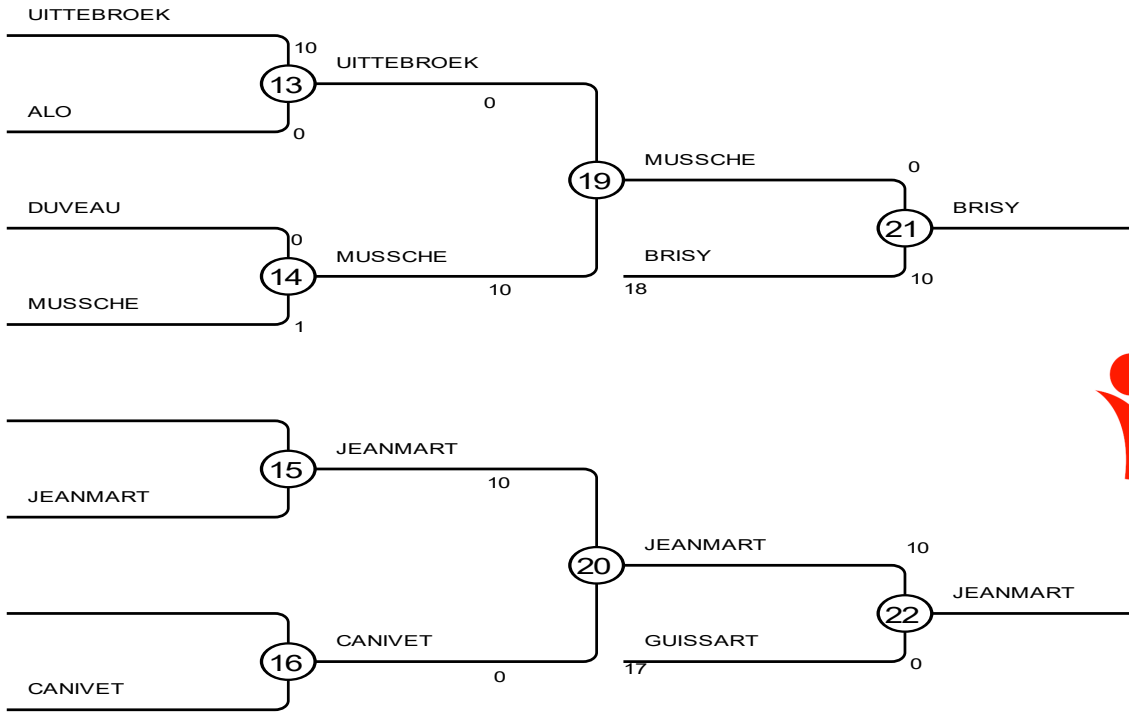 UITTEBROEK
10
13
UITTEBROEK
0
ALO
0
19
MUSSCHE
0
DUVEAU
0
14
MUSSCHE
10
MUSSCHE
1
BRISY
18
21
BRISY
10
15
JEANMART
10
JEANMART
20
JEANMART
10
16
CANIVET
0
CANIVET
GUISSART
17
22
JEANMART
0